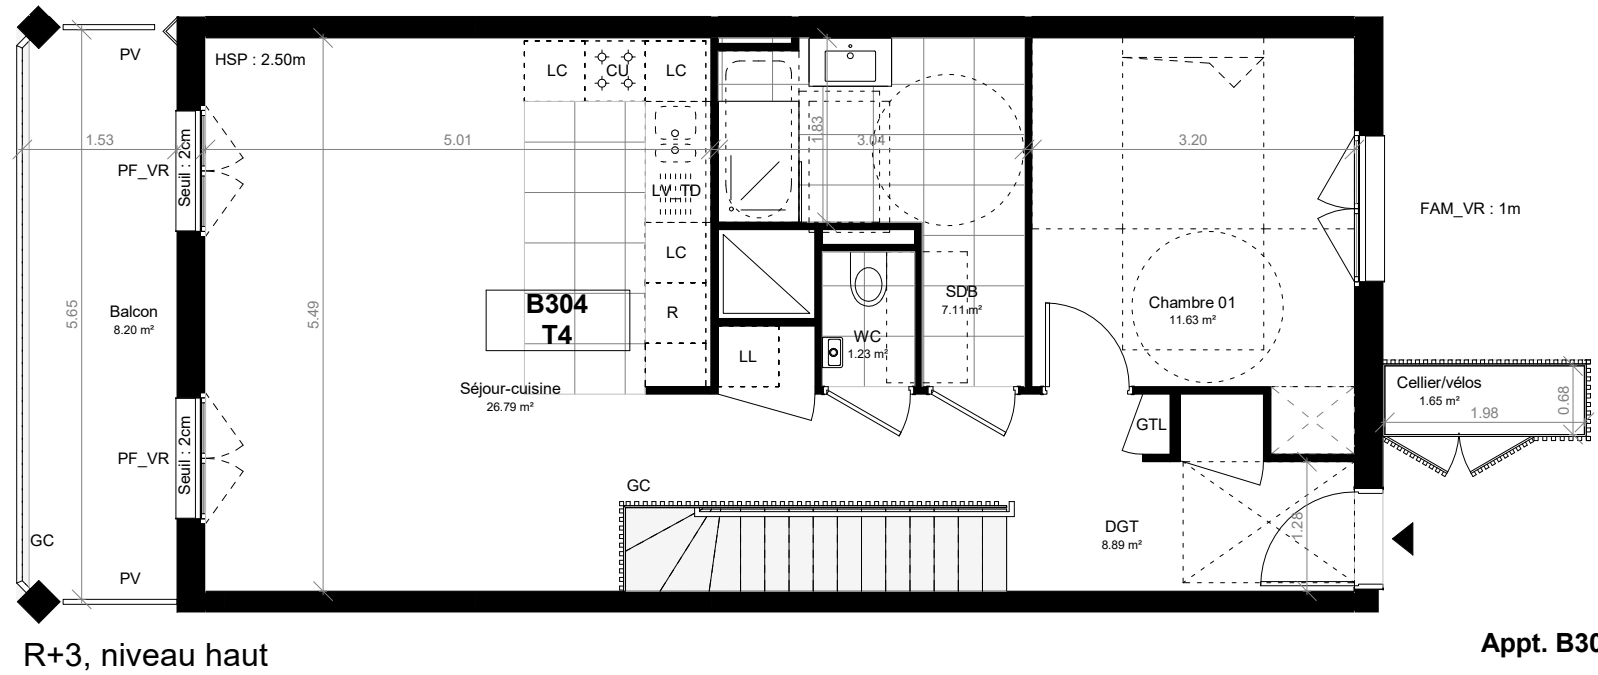 PV
HSP : 2.50m
LC
CU
LC
1.53
5.01
1.83
3.04
3.20
PF_VR
Seuil : 2cm
LV_TD
FAM_VR : 1m
LC
5.65
5.49
Balcon
8.20 m²
B304
T4
R
SDB
7.11 m²
Chambre 01
11.63 m²
WC
1.23 m²
LL
Séjour-cuisine
26.79 m²
Cellier/vélos
1.65 m²
1.98
0.68
GTL
PF_VR
Seuil : 2cm
GC
DGT
8.89 m²
1.28
GC
PV
R+3, niveau haut
Appt. B30